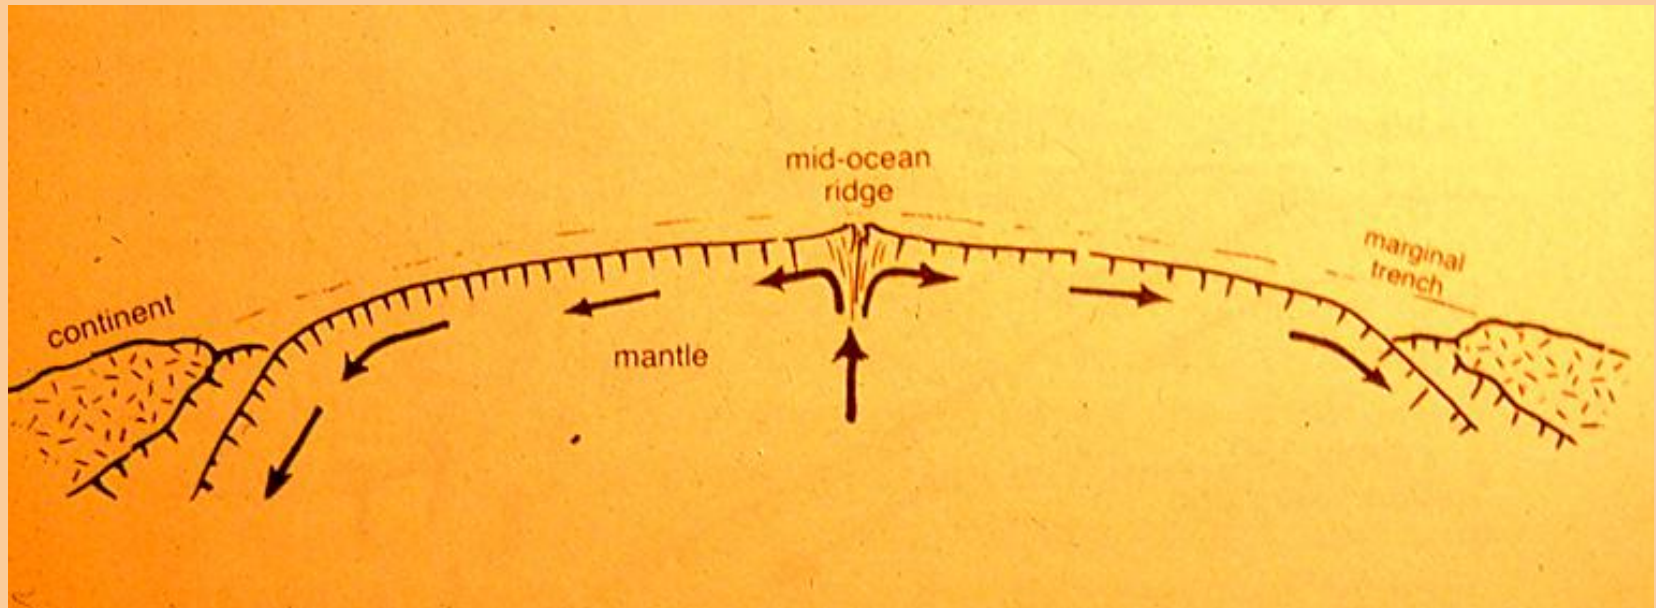 mid-ocean
ridge
marginal
trench
continent
mantle